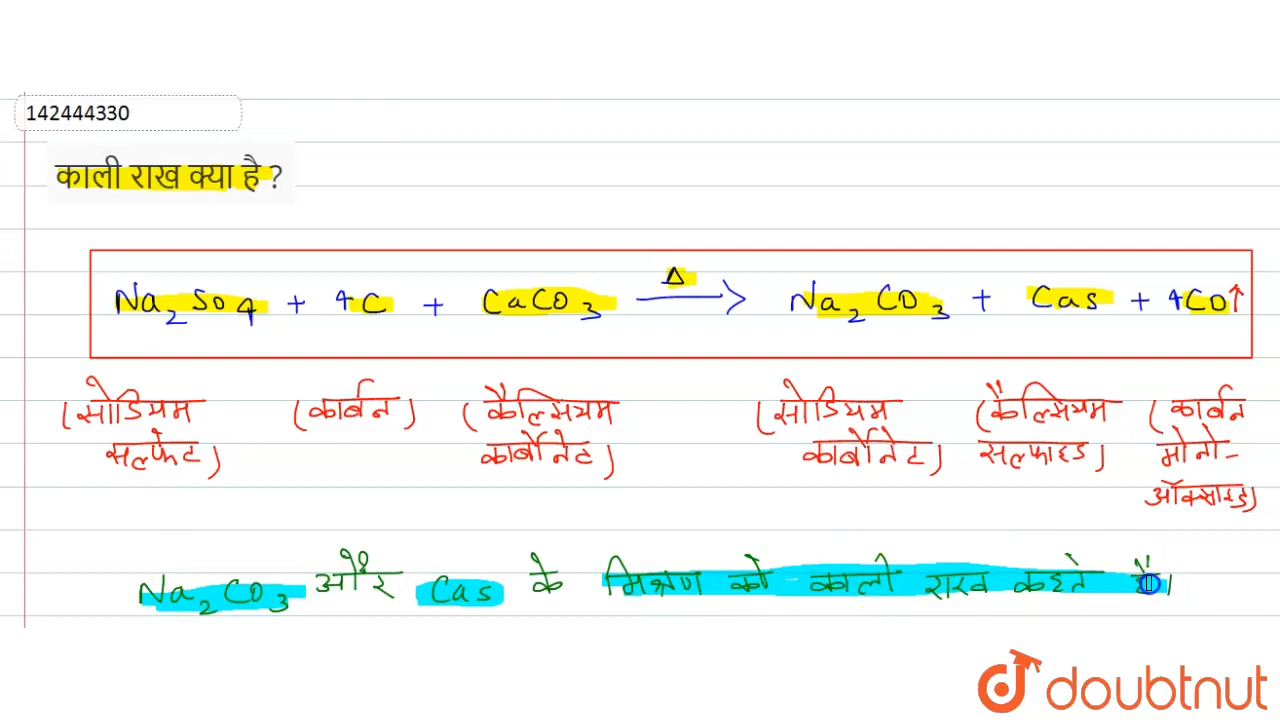 142444330
काली राख क्या है ?
Δ
Na₂SO₄ + 4C + CaCO₃ ⟶ Na₂CO₃ + CaS + 4CO↑
(सोडियम (कार्बन) (कैल्सियम (सोडियम (कैल्सियम (कार्बन
सल्फेट) कार्बोनेट) कार्बोनेट) सल्फाइड) मोनो-
ऑक्साइड)
Na₂CO₃ और CaS के मिश्रण को काली राख कहते हैं।
doubtnut